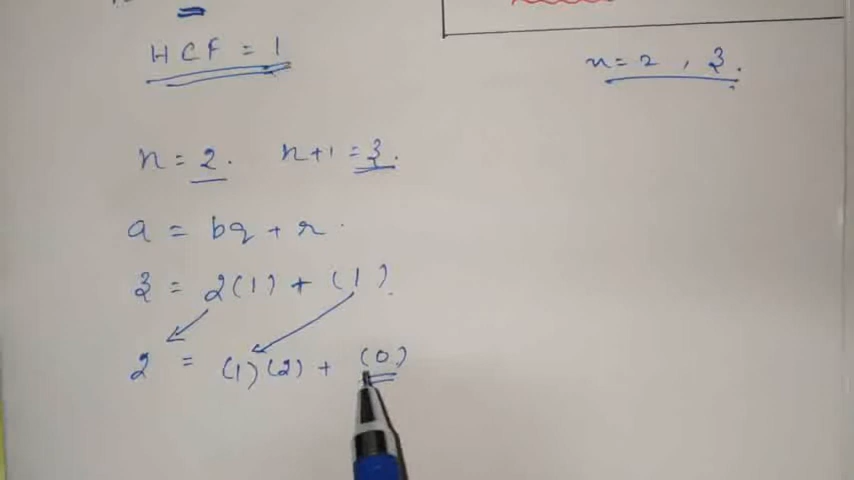 HCF = 1
n = 2, 3.
n = 2. n+1 = 3.
a = bq + r.
3 = 2(1) + (1).
2 = (1)(2) + (0)